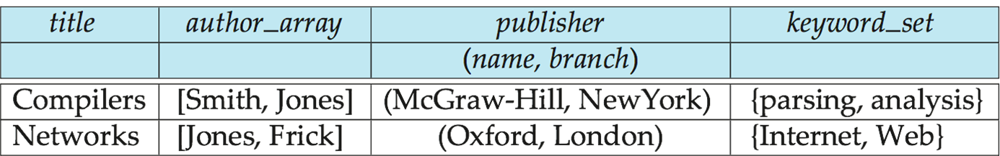 title author_array publisher keyword_set
(name, branch)
Compilers [Smith, Jones] (McGraw-Hill, NewYork) {parsing, analysis}
Networks [Jones, Frick] (Oxford, London) {Internet, Web}